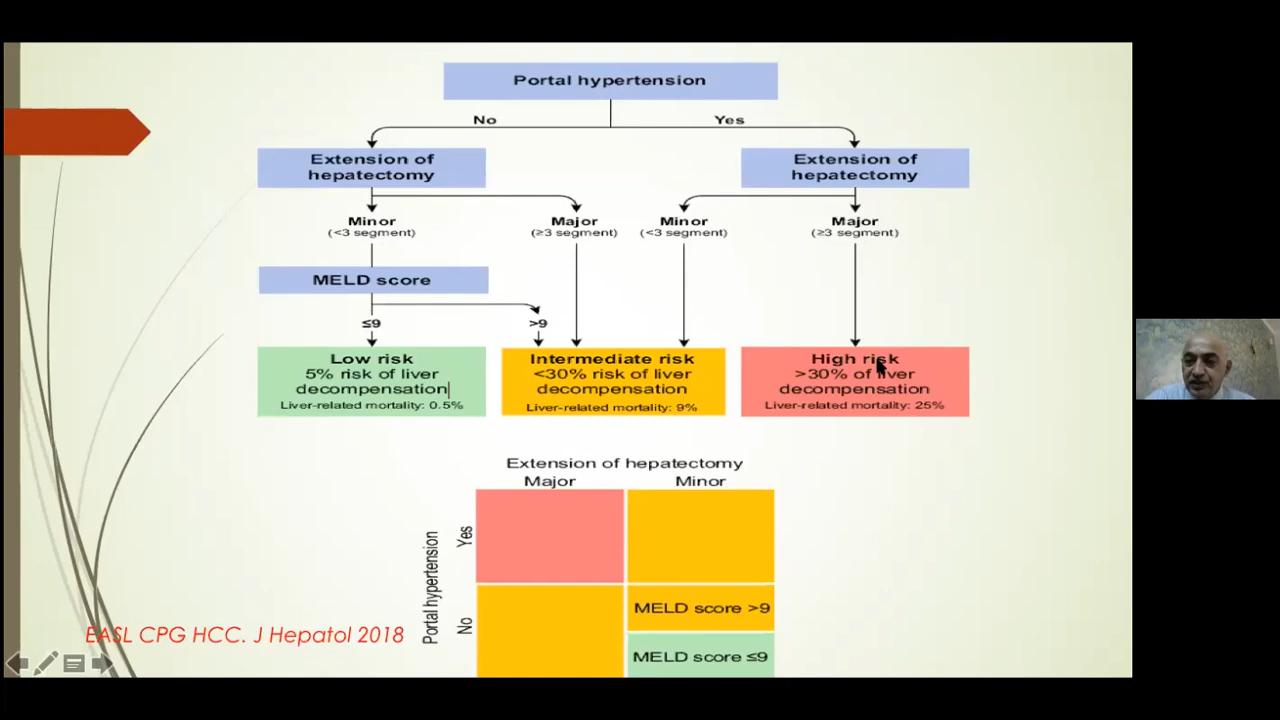 Portal hypertension
No
Yes
Extension of
hepatectomy
Extension of
hepatectomy
Minor
(<3 segment)
Major
(≥3 segment)
Minor
(<3 segment)
Major
(≥3 segment)
MELD score
≤9
>9
Low risk
5% risk of liver
decompensation
Liver-related mortality: 0.5%
Intermediate risk
<30% risk of liver
decompensation
Liver-related mortality: 9%
High risk
>30% of liver
decompensation
Liver-related mortality: 25%
Extension of hepatectomy
Major
Minor
Portal hypertension
Yes
No
MELD score >9
MELD score ≤9
EASL CPG HCC. J Hepatol 2018